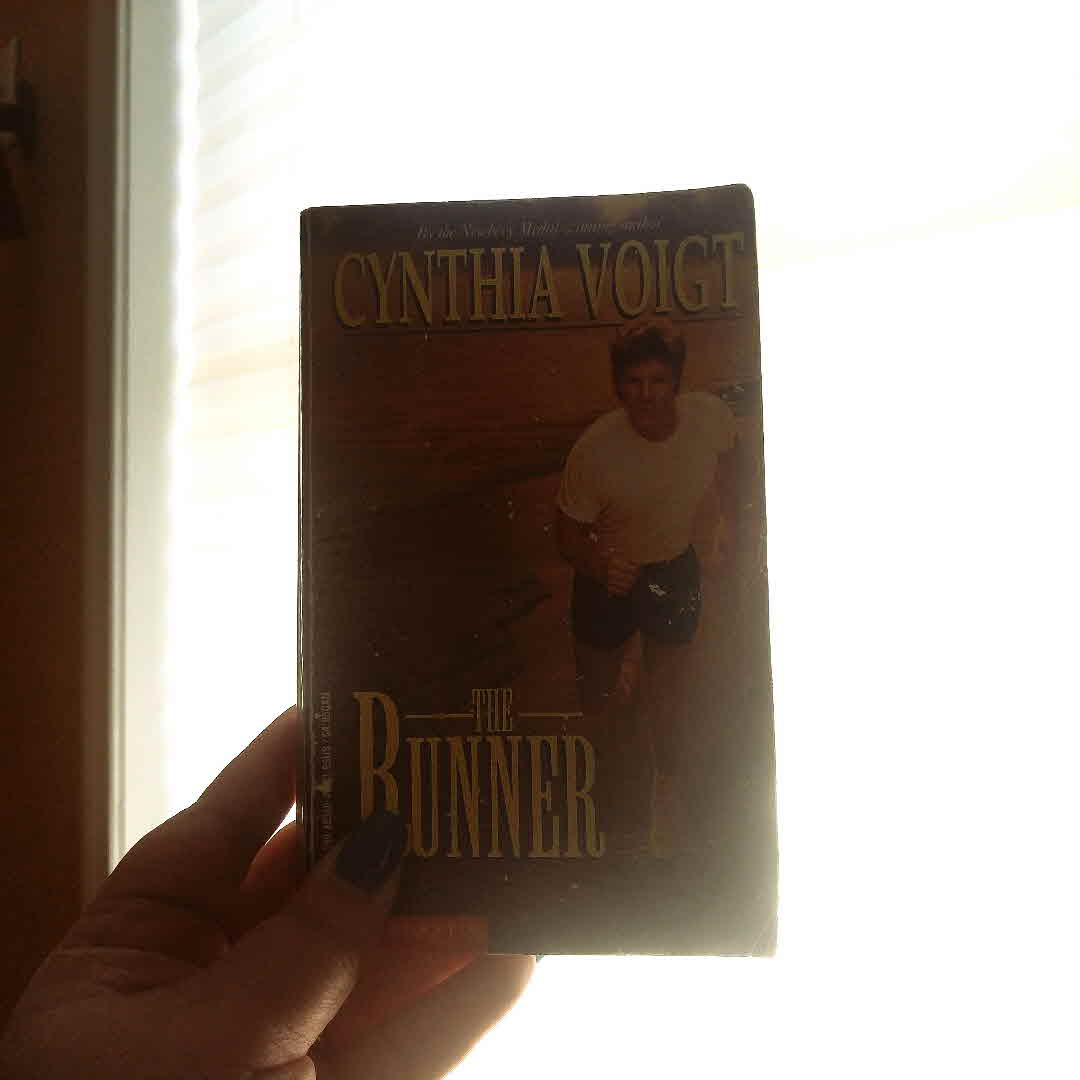 By the Newbery Medal-winning author
CYNTHIA VOIGT
THE
RUNNER